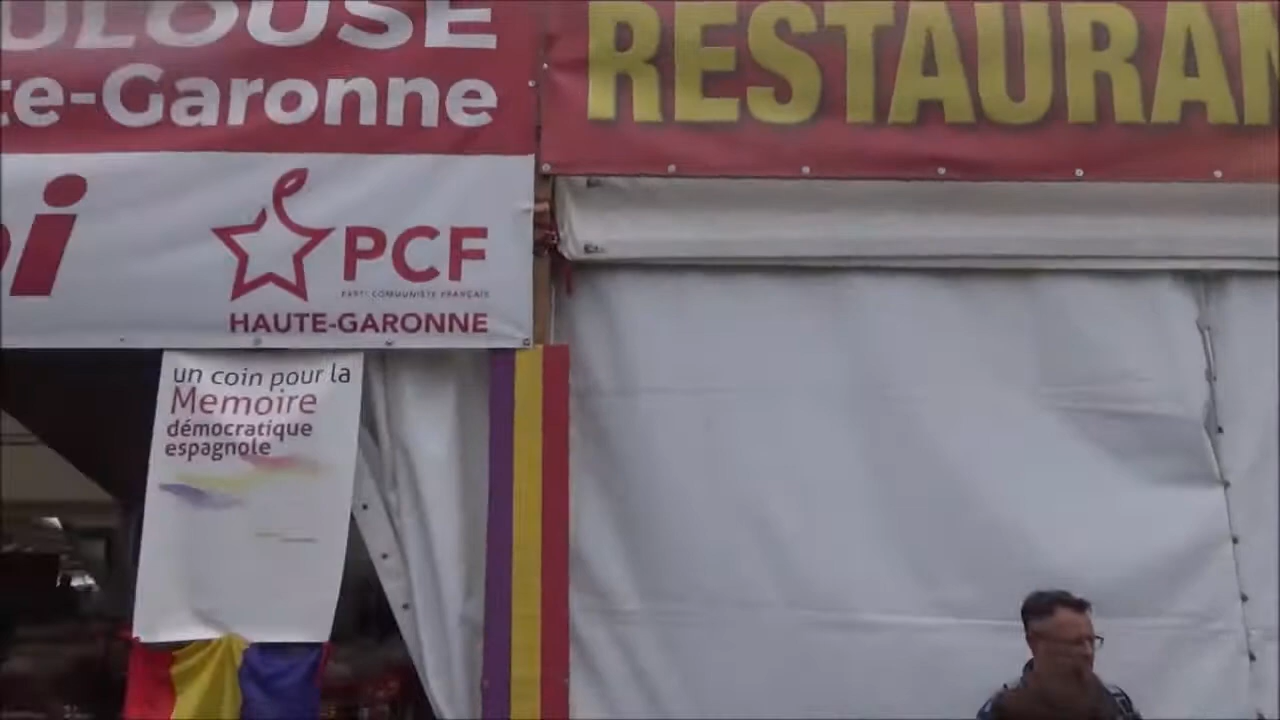 ULOUSE
te-Garonne
RESTAURAN
i
PCF
PARTI COMMUNISTE FRANÇAIS
HAUTE-GARONNE
un coin pour la
Memoire
démocratique
espagnole